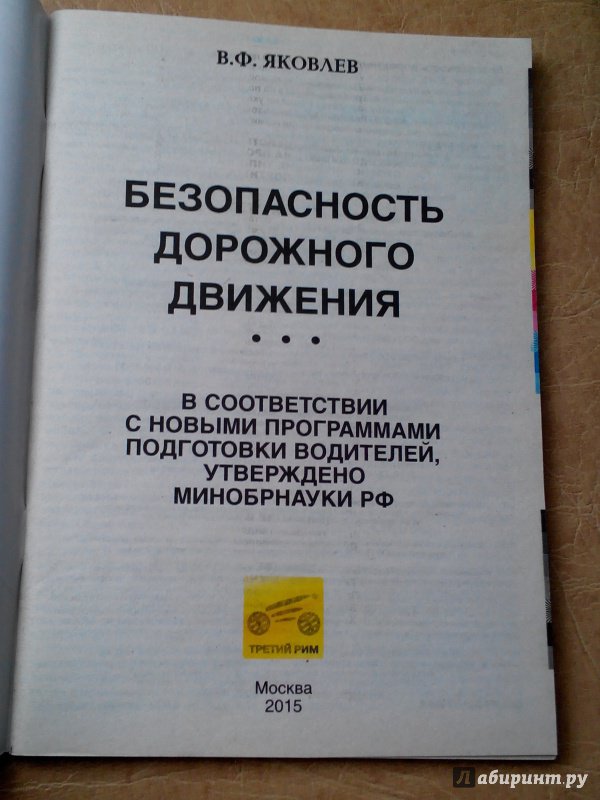 В.Ф. ЯКОВЛЕВ
БЕЗОПАСНОСТЬ
ДОРОЖНОГО
ДВИЖЕНИЯ
• • •
В СООТВЕТСТВИИ
С НОВЫМИ ПРОГРАММАМИ
ПОДГОТОВКИ ВОДИТЕЛЕЙ,
УТВЕРЖДЕНО
МИНОБРНАУКИ РФ
ТРЕТИЙ РИМ
Москва
2015
Лабиринт.ру